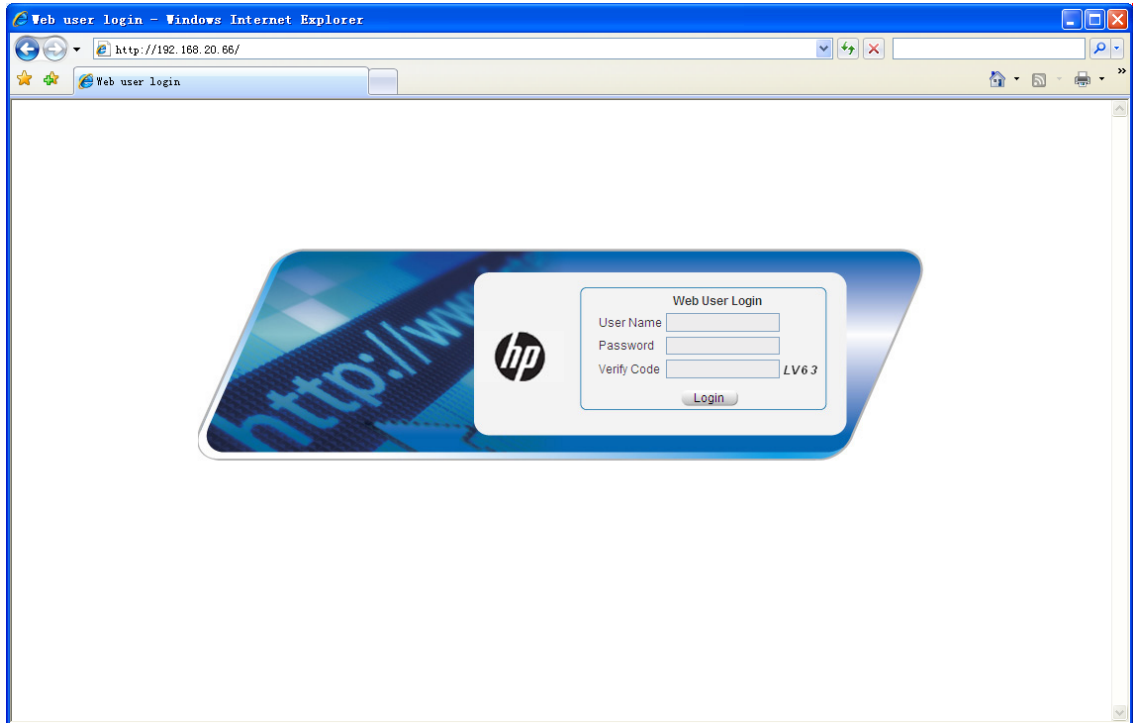 Web user login - Windows Internet Explorer
http://192.168.20.66/
Web user login
»
http://www
hp
Web User Login
User Name
Password
Verify Code LV63
Login